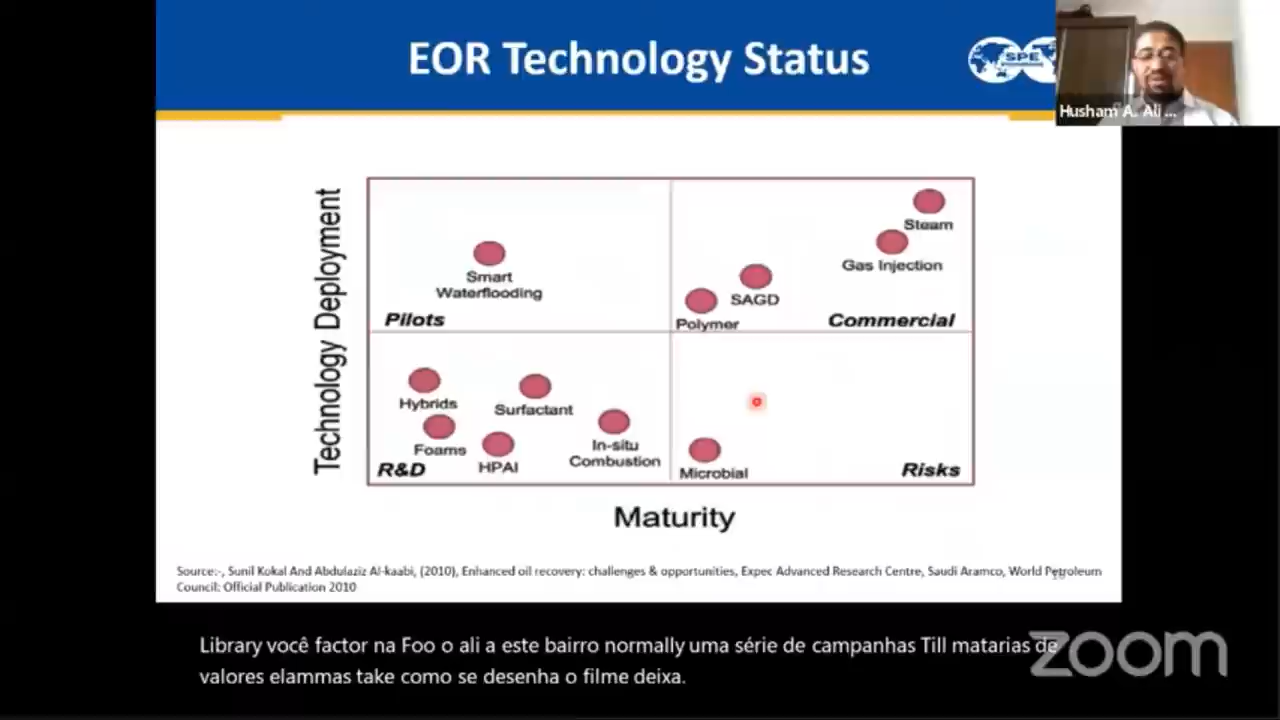 EOR Technology Status
SPE
Husham A. Ali ...
Technology Deployment
Steam
Gas Injection
Smart
Waterflooding
SAGD
Pilots
Polymer
Commercial
Hybrids
Surfactant
Foams
In-situ
Combustion
R&D
HPAI
Microbial
Risks
Maturity
Source:-, Sunil Kokal And Abdulaziz Al-kaabi, (2010), Enhanced oil recovery: challenges & opportunities, Expec Advanced Research Centre, Saudi Aramco, World Petroleum
Council: Official Publication 2010
Library você factor na Foo o ali a este bairro normally uma série de campanhas Till matarias de
valores elammas take como se desenha o filme deixa.
zoom